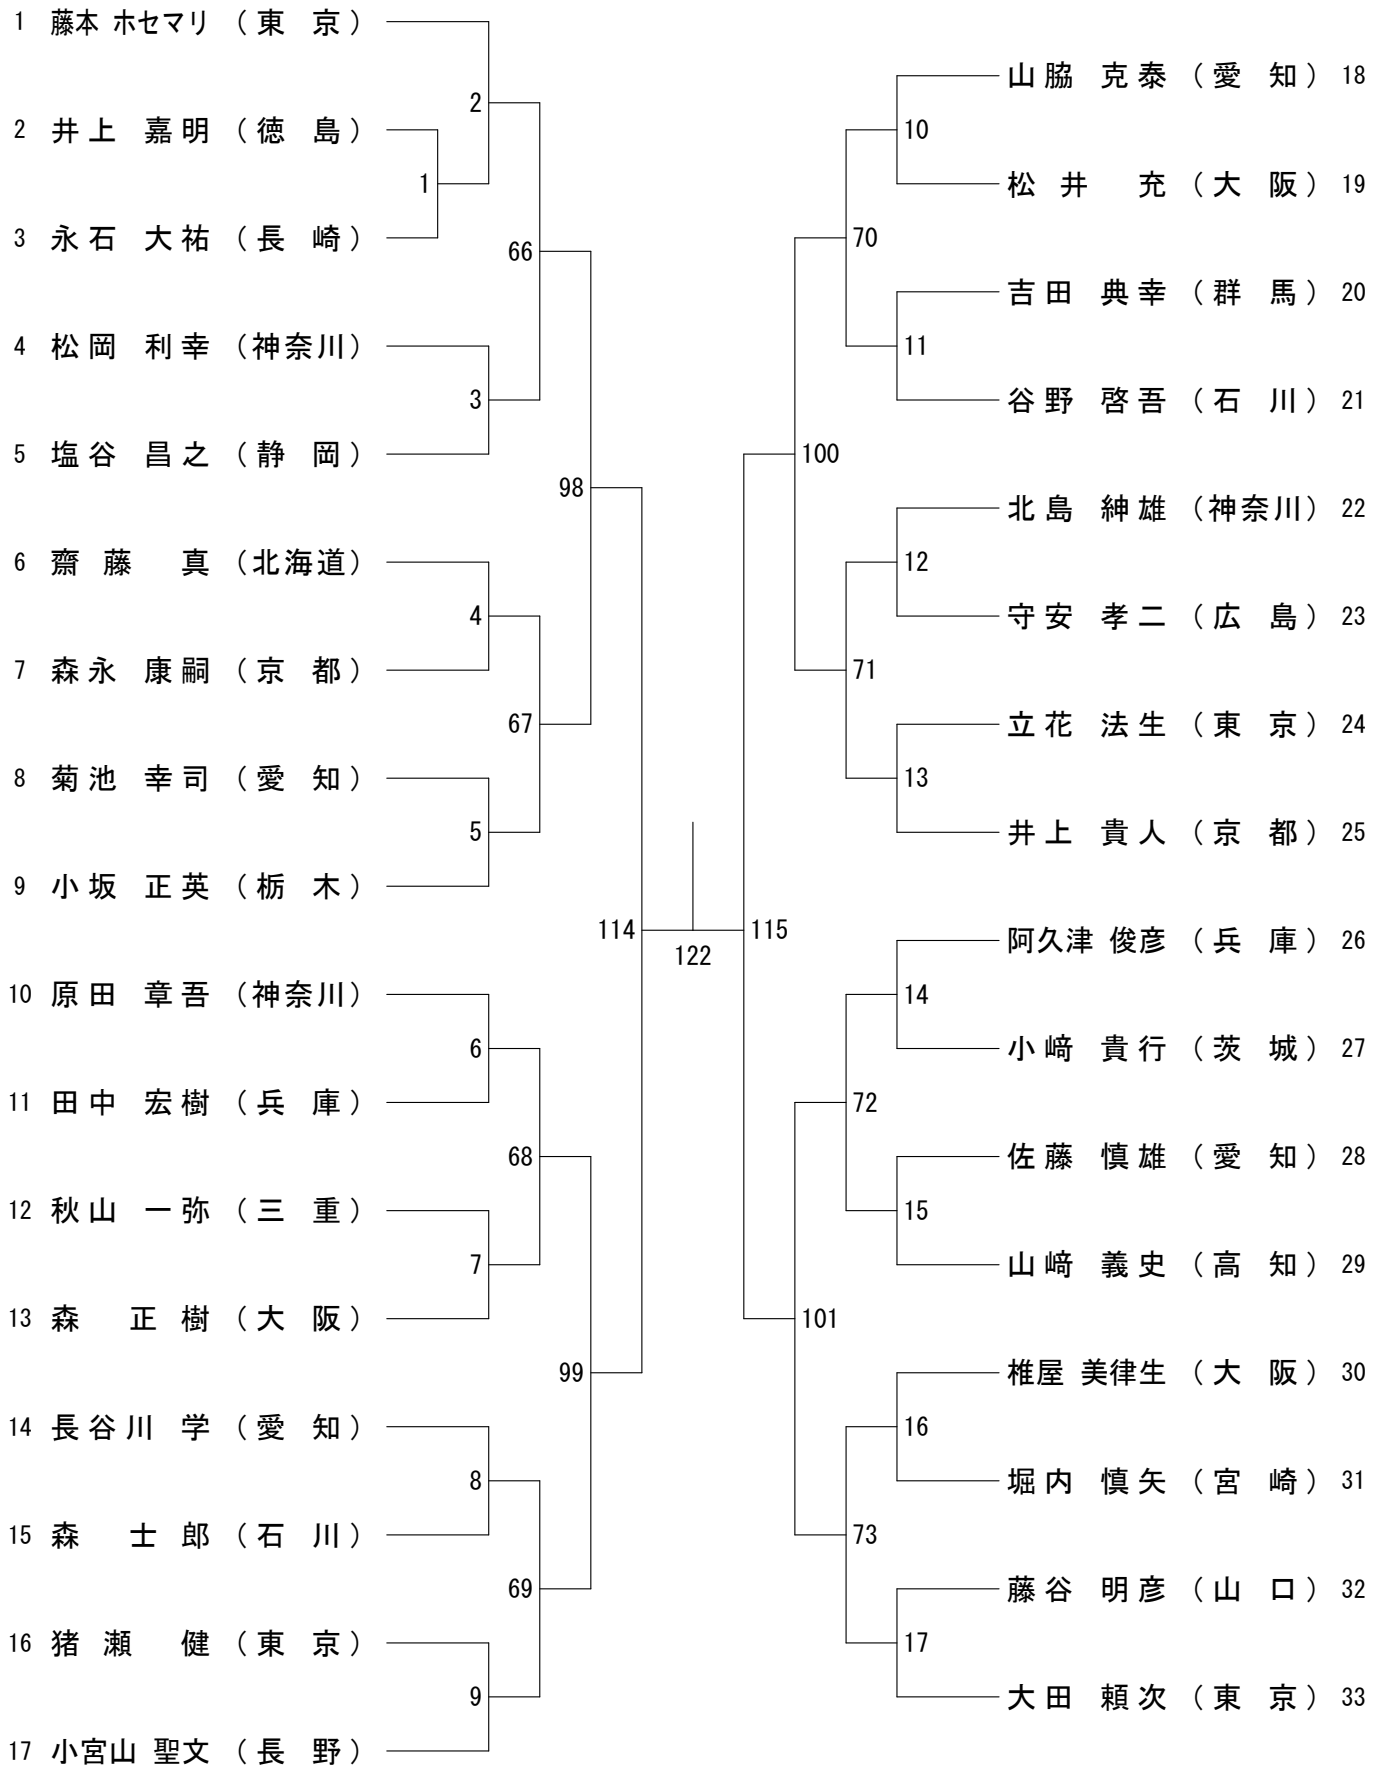 1 藤本 ホセマリ （東 京）
2 井上 嘉明 （徳 島）
3 永石 大祐 （長 崎）
4 松岡 利幸 （神奈川）
5 塩谷 昌之 （静 岡）
6 齋藤 真 （北海道）
7 森永 康嗣 （京 都）
8 菊池 幸司 （愛 知）
9 小坂 正英 （栃 木）
10 原田 章吾 （神奈川）
11 田中 宏樹 （兵 庫）
12 秋山 一弥 （三 重）
13 森 正樹 （大 阪）
14 長谷川 学 （愛 知）
15 森 士郎 （石 川）
16 猪瀬 健 （東 京）
17 小宮山 聖文 （長 野）
2
1
66
3
98
4
67
5
114
6
68
7
99
8
69
9
122
115
100
101
70
71
72
73
10
11
12
13
14
15
16
17
山脇 克泰 （愛 知） 18
松井 充 （大 阪） 19
吉田 典幸 （群 馬） 20
谷野 啓吾 （石 川） 21
北島 紳雄 （神奈川） 22
守安 孝二 （広 島） 23
立花 法生 （東 京） 24
井上 貴人 （京 都） 25
阿久津 俊彦 （兵 庫） 26
小﨑 貴行 （茨 城） 27
佐藤 慎雄 （愛 知） 28
山﨑 義史 （高 知） 29
椎屋 美律生 （大 阪） 30
堀内 慎矢 （宮 崎） 31
藤谷 明彦 （山 口） 32
大田 頼次 （東 京） 33